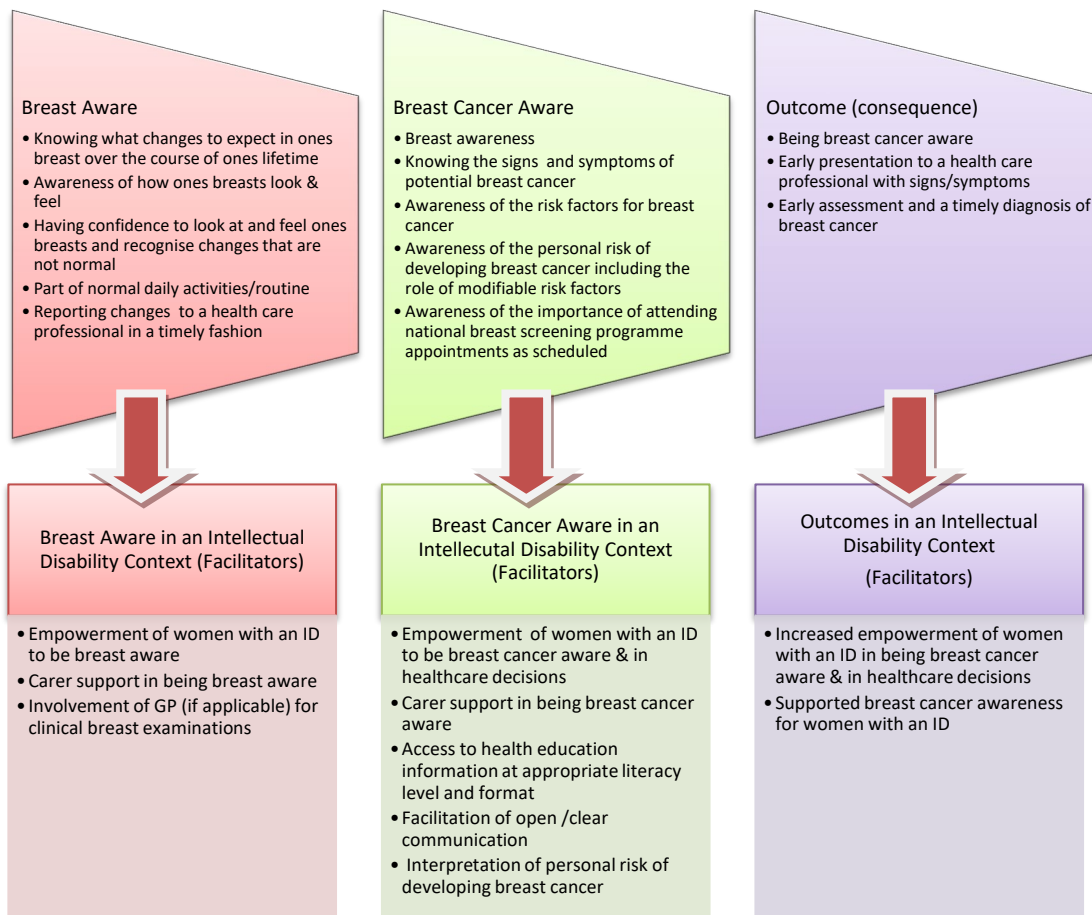 Breast Aware
• Knowing what changes to expect in ones
breast over the course of ones lifetime
• Awareness of how ones breasts look &
feel
• Having confidence to look at and feel ones
breasts and recognise changes that are
not normal
• Part of normal daily activities/routine
• Reporting changes to a health care
professional in a timely fashion
Breast Cancer Aware
• Breast awareness
• Knowing the signs and symptoms of
potential breast cancer
• Awareness of the risk factors for breast
cancer
• Awareness of the personal risk of
developing breast cancer including the
role of modifiable risk factors
• Awareness of the importance of attending
national breast screening programme
appointments as scheduled
Outcome (consequence)
• Being breast cancer aware
• Early presentation to a health care
professional with signs/symptoms
• Early assessment and a timely diagnosis of
breast cancer
Breast Aware in an Intellectual
Disability Context (Facilitators)
• Empowerment of women with an ID
to be breast aware
• Carer support in being breast aware
• Involvement of GP (if applicable) for
clinical breast examinations
Breast Cancer Aware in an
Intellecutal Disability Context
(Facilitators)
• Empowerment of women with an ID
to be breast cancer aware & in
healthcare decisions
• Carer support in being breast cancer
aware
• Access to health education
information at appropriate literacy
level and format
• Facilitation of open /clear
communication
• Interpretation of personal risk of
developing breast cancer
Outcomes in an Intellectual
Disability Context
(Facilitators)
• Increased empowerment of women
with an ID in being breast cancer
aware & in healthcare decisions
• Supported breast cancer awareness
for women with an ID